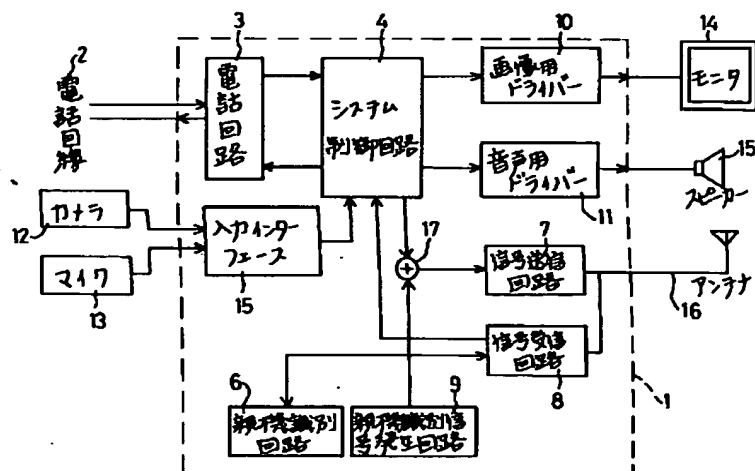 2
電話回線
3
電話回路
4
システム
制御回路
10
画像用
ドライバー
14
モニタ
音声用
ドライバー
11
15
スピーカー
カメラ
12
マイク
13
入力インター
フェース
15
17
7
信号送信
回路
アンテナ
16
信号受信
回路
8
6
親機識別
回路
9
親機識別信
号発生回路
1